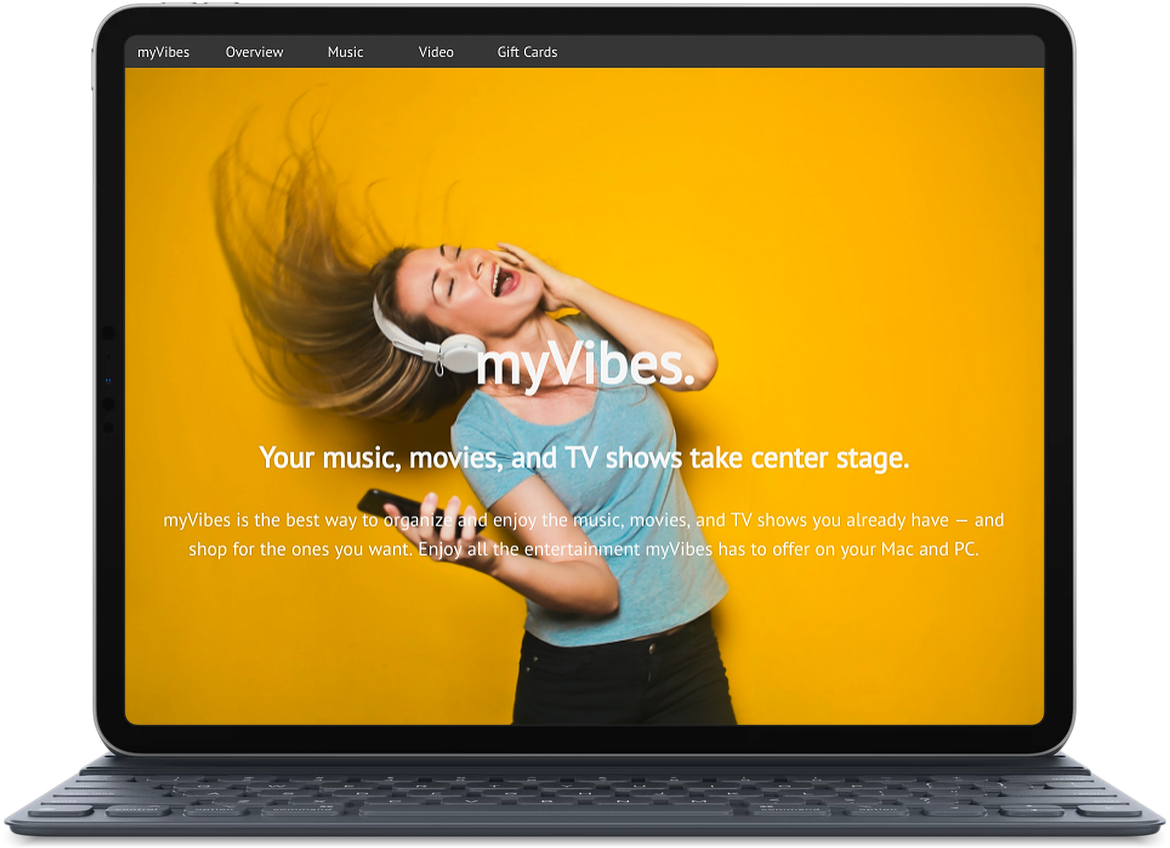 myVibes Overview Music Video Gift Cards
myVibes.
Your music, movies, and TV shows take center stage.
myVibes is the best way to organize and enjoy the music, movies, and TV shows you already have — and
shop for the ones you want. Enjoy all the entertainment myVibes has to offer on your Mac and PC.